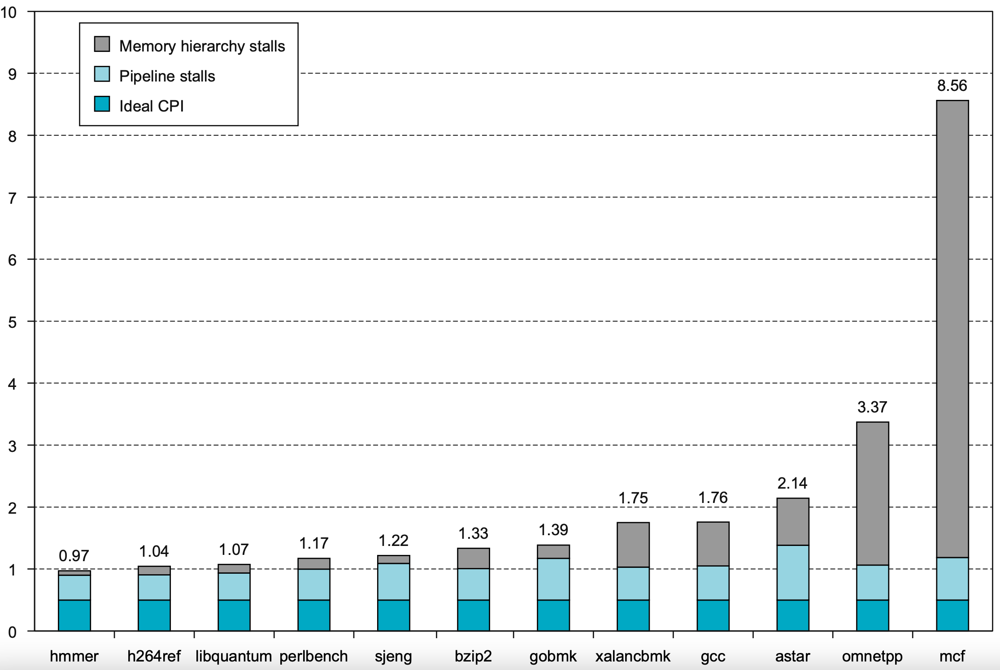 10
9
8
7
6
5
4
3
2
1
0
Memory hierarchy stalls
Pipeline stalls
Ideal CPI
0.97
1.04
1.07
1.17
1.22
1.33
1.39
1.75
1.76
2.14
3.37
8.56
hmmer
h264ref
libquantum
perlbench
sjeng
bzip2
gobmk
xalancbmk
gcc
astar
omnetpp
mcf